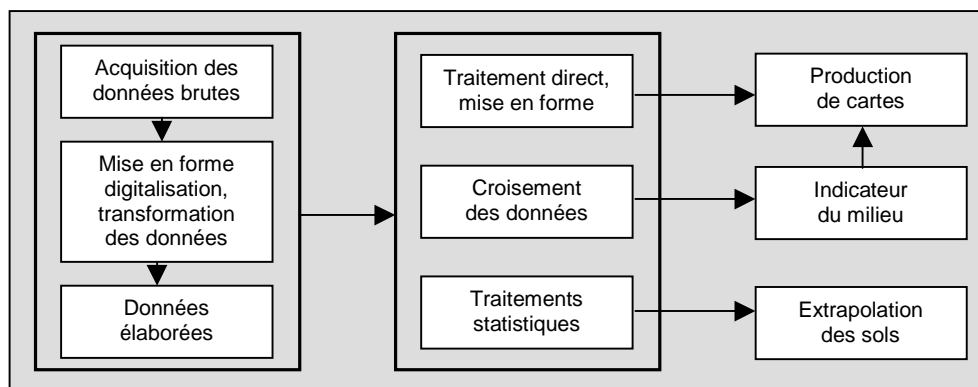 Acquisition des
données brutes
Mise en forme
digitalisation,
transformation
des données
Données
élaborées
Traitement direct,
mise en forme
Croisement
des données
Traitements
statistiques
Production
de cartes
Indicateur
du milieu
Extrapolation
des sols